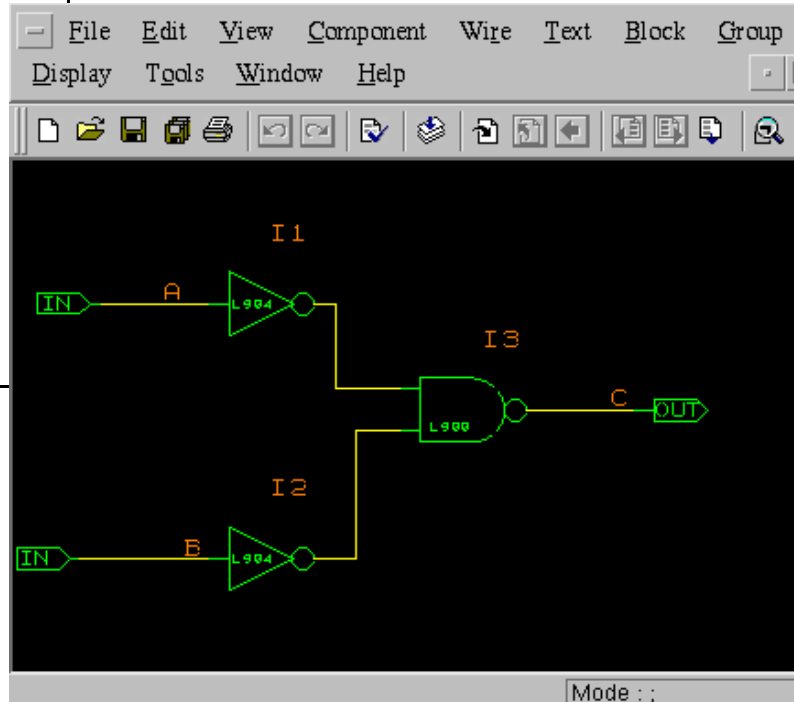 File Edit View Component Wire Text Block Group
Display Tools Window Help
I1
IN A L904
I3
C OUT
L900
I2
IN B L904
Mode : ;